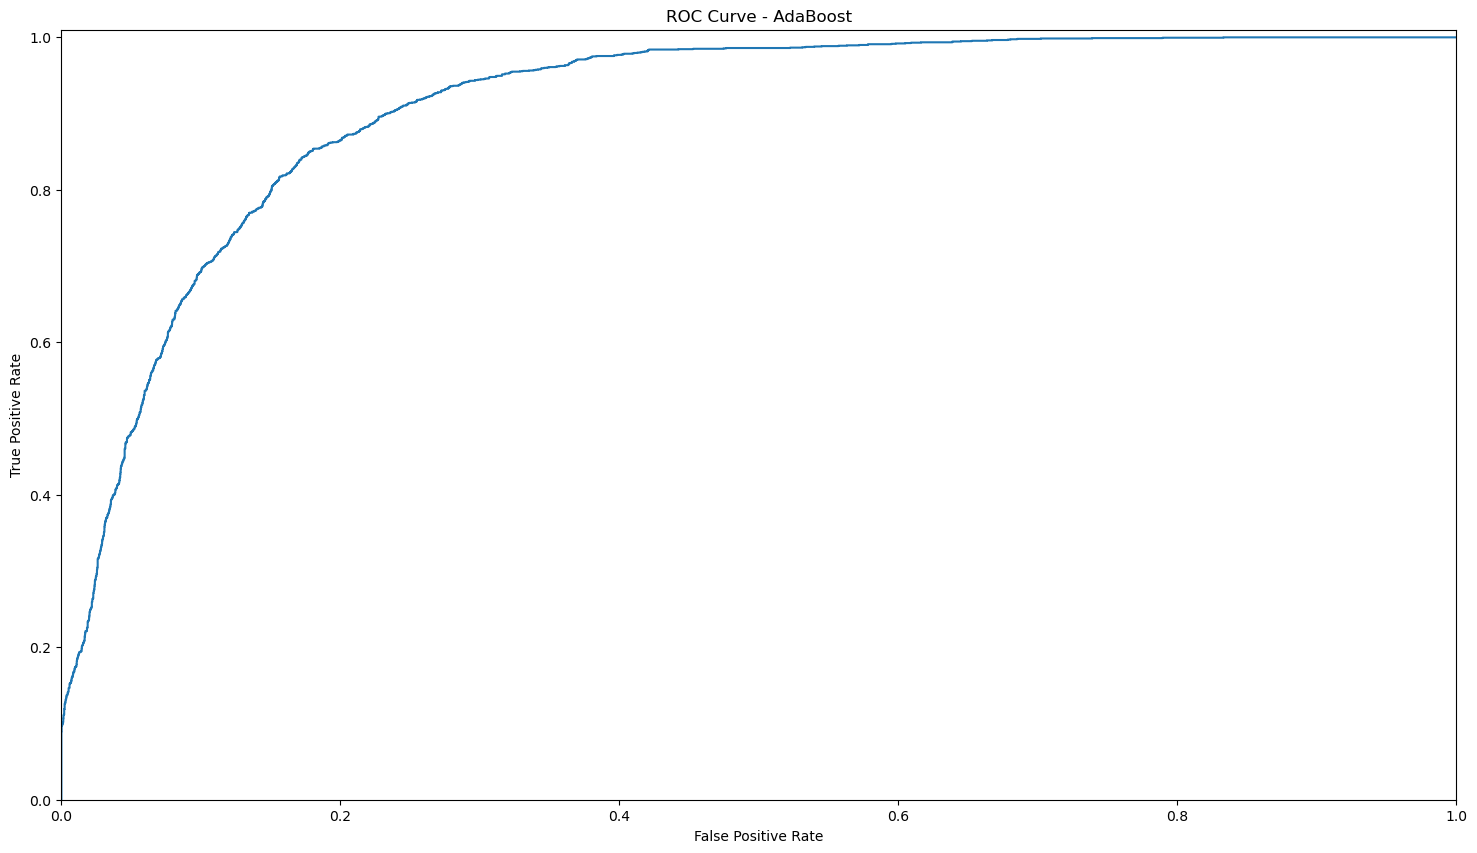 ROC Curve - AdaBoost
1.0
0.8
0.6
0.4
0.2
0.0
True Positive Rate
0.0 0.2 0.4 0.6 0.8 1.0
False Positive Rate